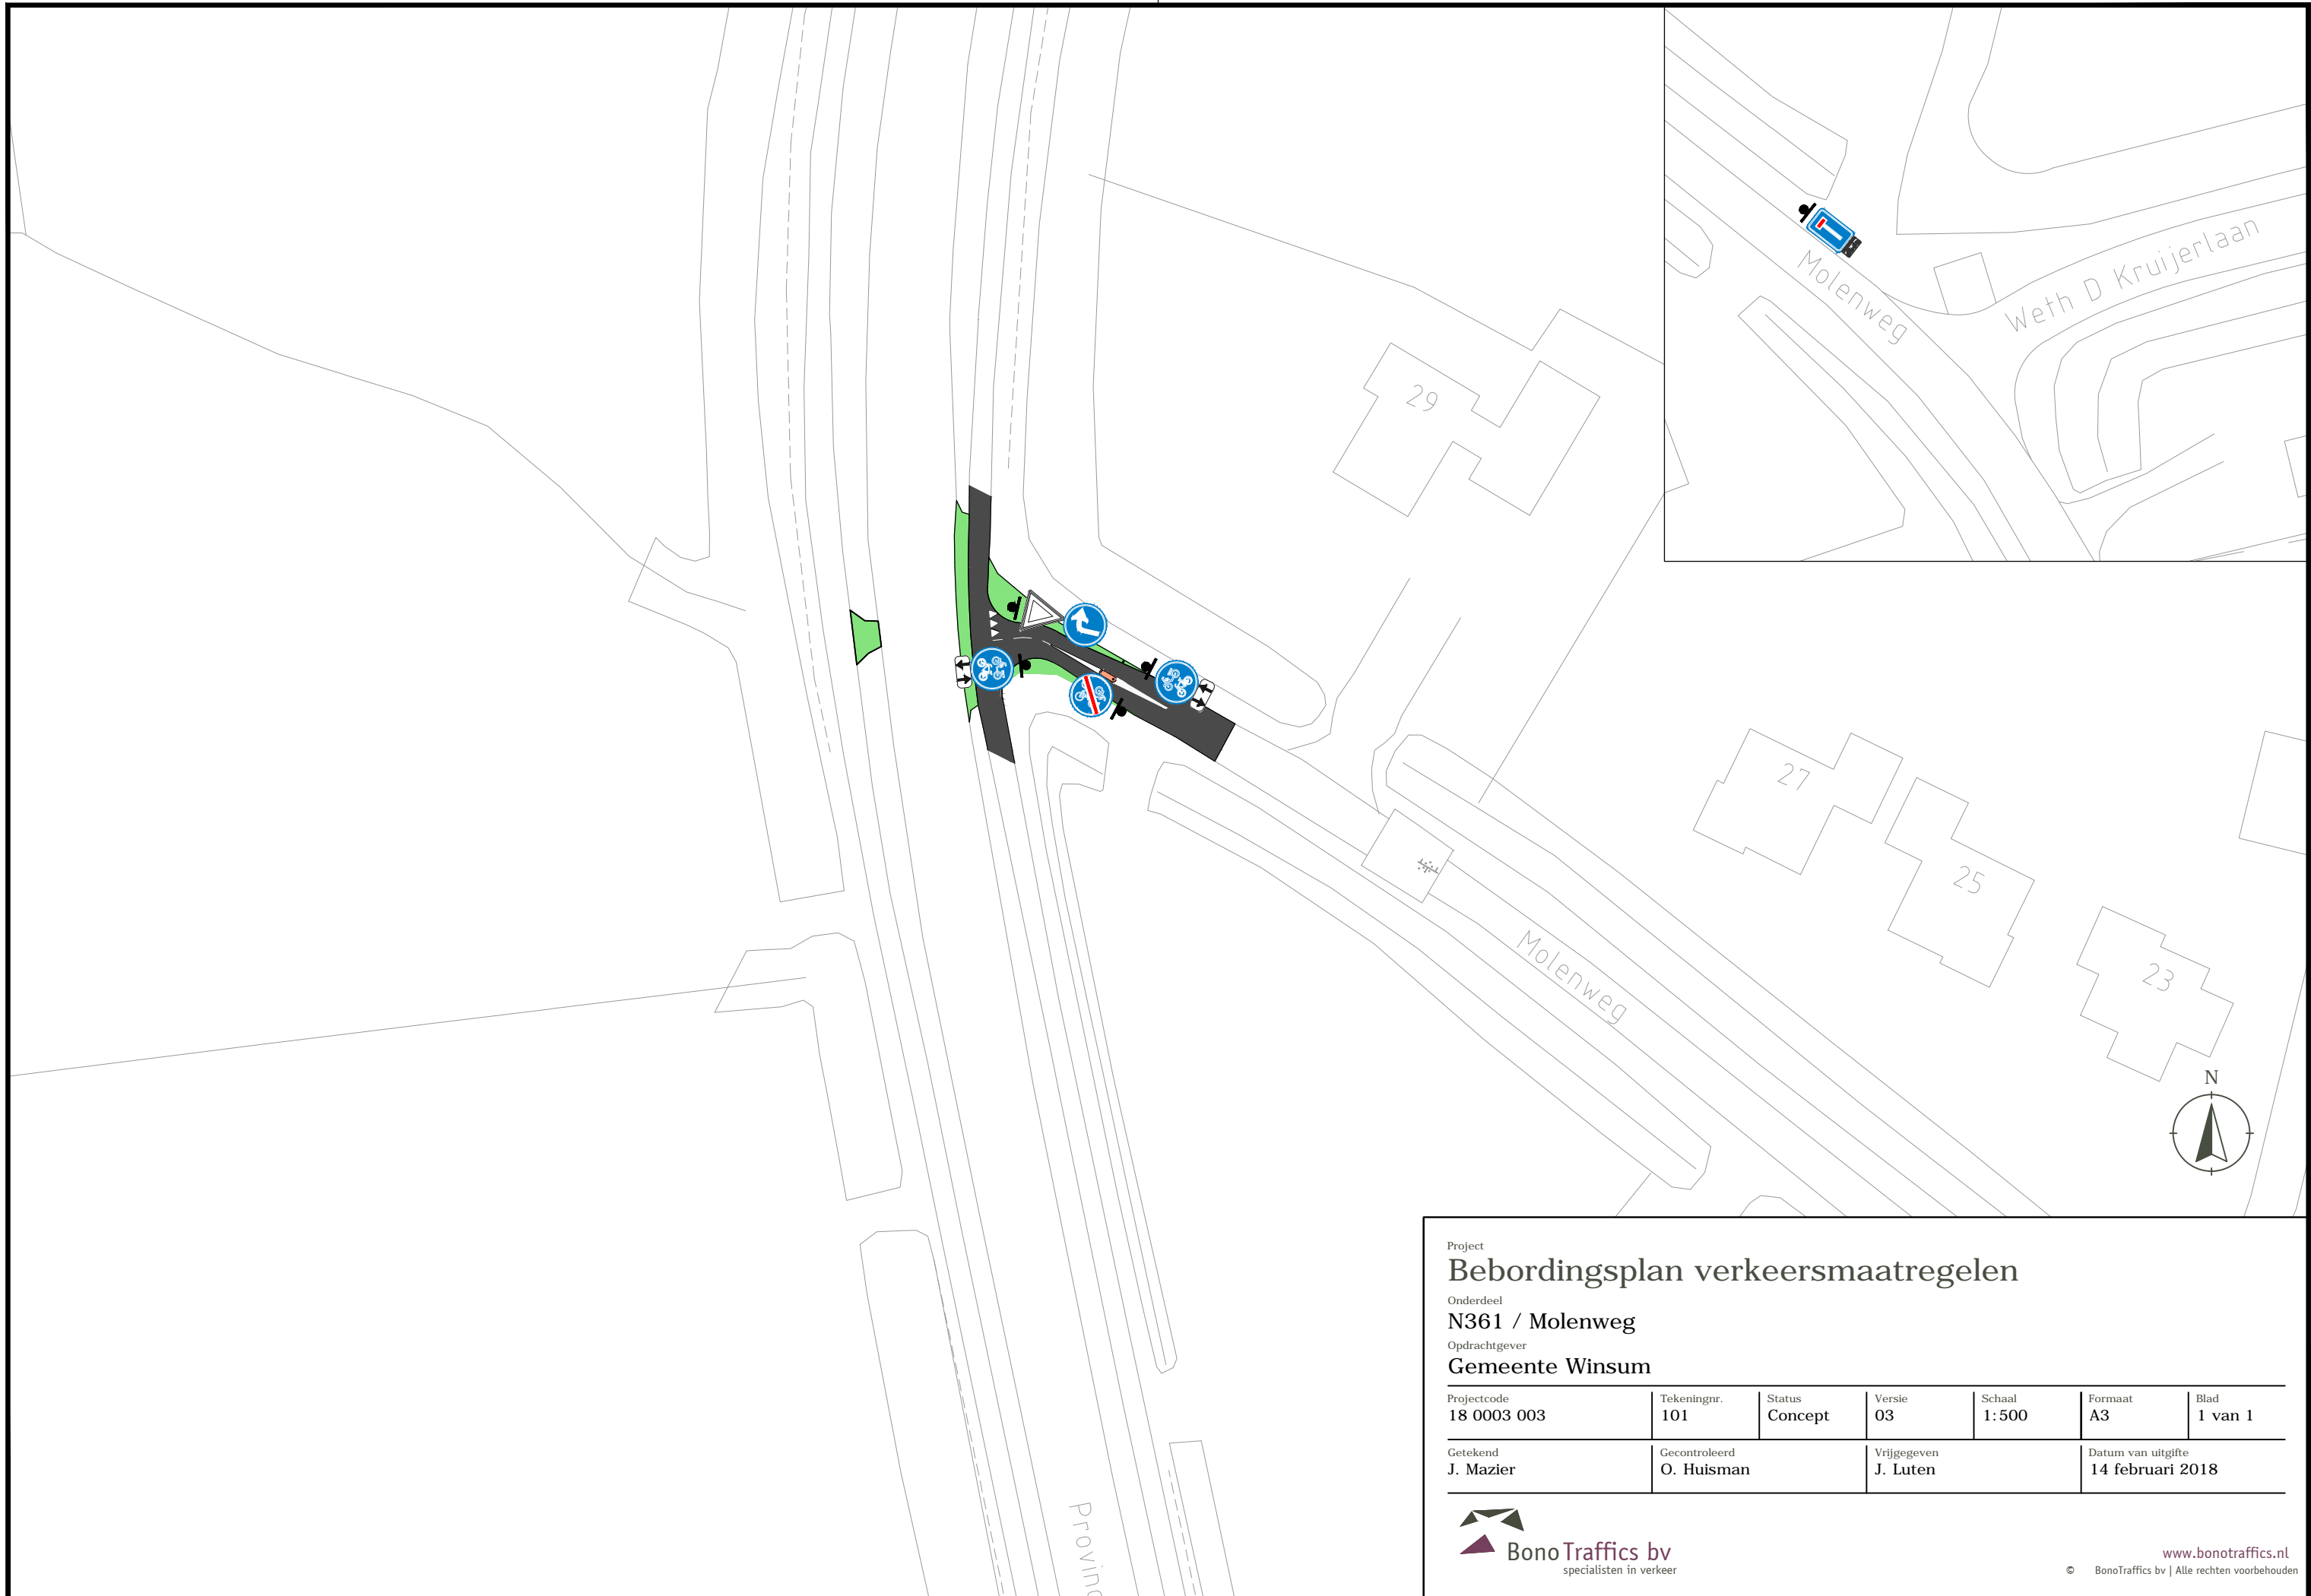 Molenweg
Weth D Kruijerlaan
29
27
25
23
Molenweg
N
Provinc
Project
Bebordingsplan verkeersmaatregelen
Onderdeel
N361 / Molenweg
Opdrachtgever
Gemeente Winsum
Projectcode Tekeningnr. Status Versie Schaal Formaat Blad
18 0003 003 101 Concept 03 1:500 A3 1 van 1
Getekend Gecontroleerd Vrijgegeven Datum van uitgifte
J. Mazier O. Huisman J. Luten 14 februari 2018
BonoTraffics bv
specialisten in verkeer
www.bonotraffics.nl
© BonoTraffics bv | Alle rechten voorbehouden